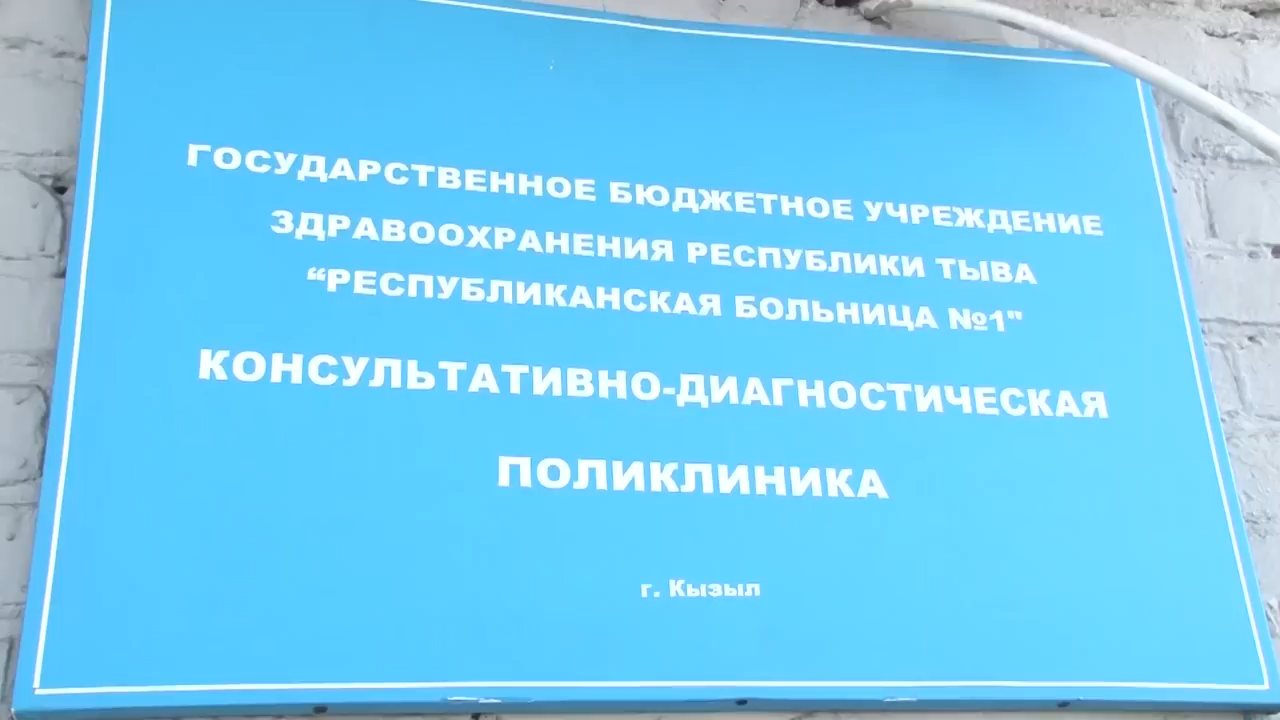 ГОСУДАРСТВЕННОЕ БЮДЖЕТНОЕ УЧРЕЖДЕНИЕ
ЗДРАВООХРАНЕНИЯ РЕСПУБЛИКИ ТЫВА
“РЕСПУБЛИКАНСКАЯ БОЛЬНИЦА №1"
КОНСУЛЬТАТИВНО-ДИАГНОСТИЧЕСКАЯ
ПОЛИКЛИНИКА
г. Кызыл